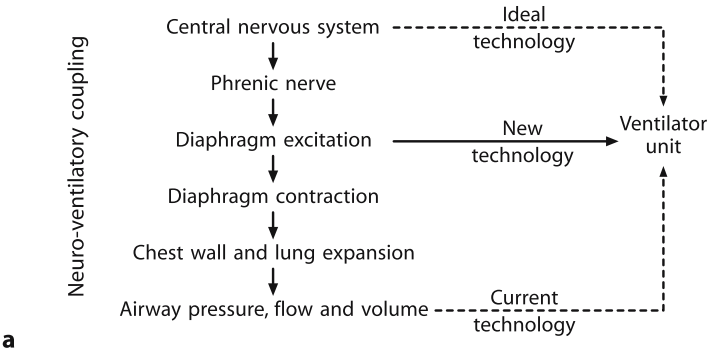 Neuro-ventilatory coupling
Central nervous system
Ideal
technology
Phrenic nerve
Diaphragm excitation
New
technology
Ventilator
unit
Diaphragm contraction
Chest wall and lung expansion
Airway pressure, flow and volume
Current
technology
a